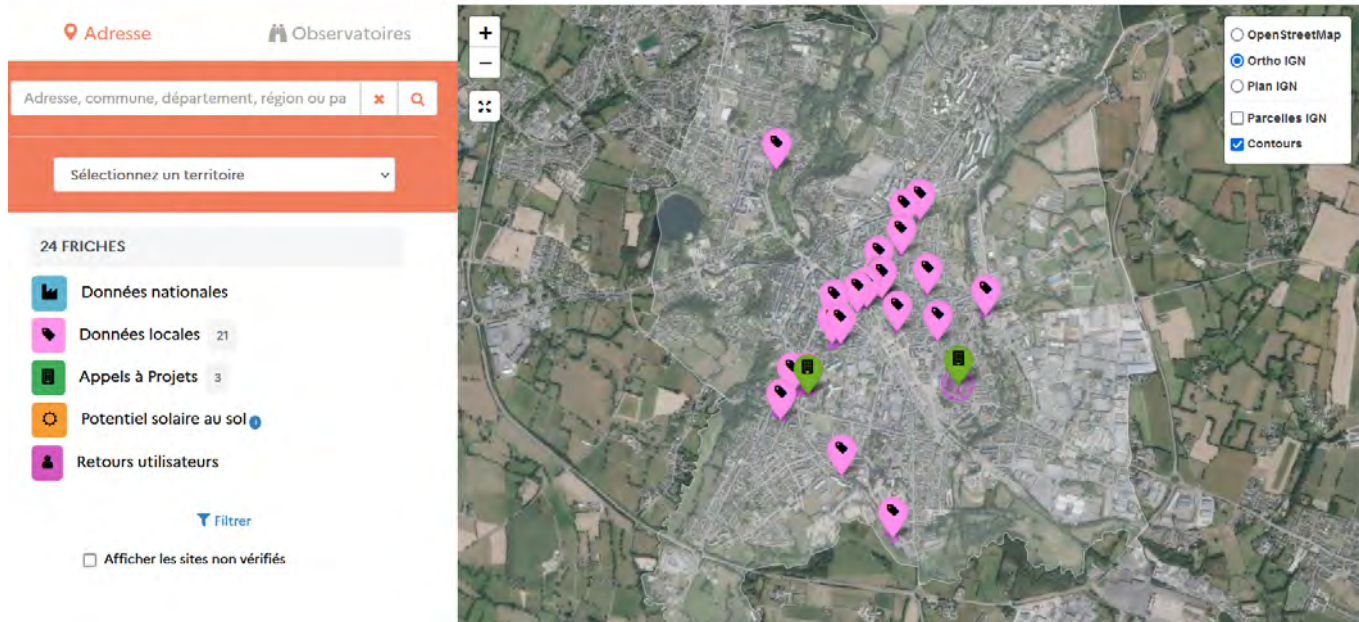 Adresse
Observatoires
Adresse, commune, département, région ou pa
Sélectionnez un territoire
24 FRICHES
Données nationales
Données locales 21
Appels à Projets 3
Potentiel solaire au sol
Retours utilisateurs
Filtrer
Afficher les sites non vérifiés
+
−
OpenStreetMap
Ortho IGN
Plan IGN
Parcelles IGN
Contours